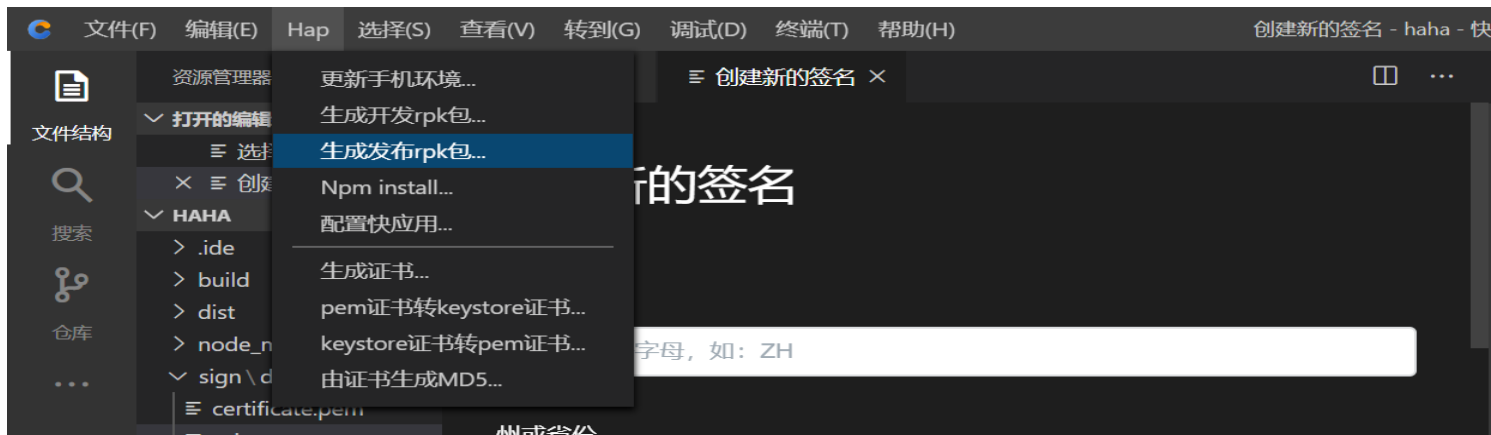 文件(F) 编辑(E) Hap 选择(S) 查看(V) 转到(G) 调试(D) 终端(T) 帮助(H) 创建新的签名 - haha - 快
资源管理器 创建新的签名
更新手机环境...
打开的编辑
生成开发rpk包...
文件结构
生成发布rpk包...
Npm install...
新的签名
HAHA
配置快应用...
搜索
.ide
build
生成证书...
dist
pem证书转keystore证书...
仓库
keystore证书转pem证书...
字母，如：ZH
sign\d
由证书生成MD5...
certificate.pem
州或省份